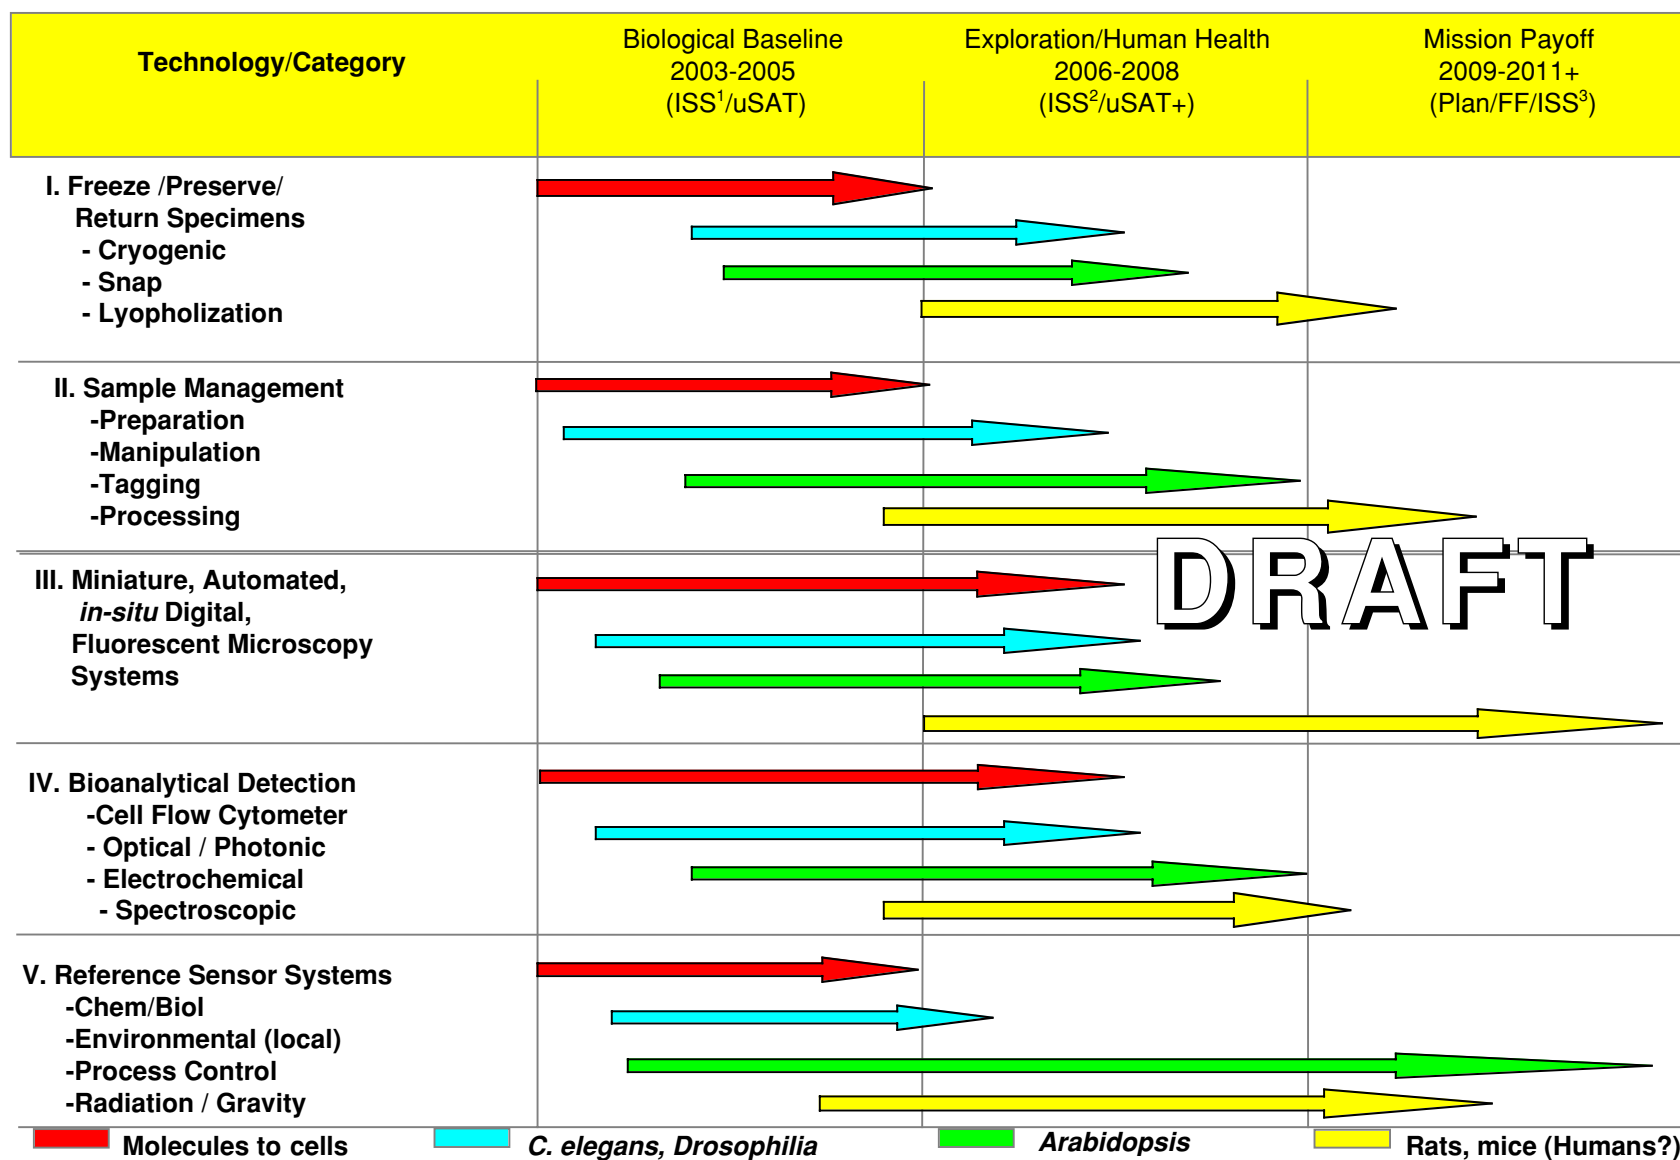 Technology/Category
Biological Baseline
2003-2005
(ISS¹/uSAT)
Exploration/Human Health
2006-2008
(ISS²/uSAT+)
Mission Payoff
2009-2011+
(Plan/FF/ISS³)
I. Freeze /Preserve/
Return Specimens
- Cryogenic
- Snap
- Lyopholization
II. Sample Management
-Preparation
-Manipulation
-Tagging
-Processing
DRAFT
III. Miniature, Automated,
in-situ Digital,
Fluorescent Microscopy
Systems
IV. Bioanalytical Detection
-Cell Flow Cytometer
- Optical / Photonic
- Electrochemical
- Spectroscopic
V. Reference Sensor Systems
-Chem/Biol
-Environmental (local)
-Process Control
-Radiation / Gravity
Molecules to cells
C. elegans, Drosophilia
Arabidopsis
Rats, mice (Humans?)